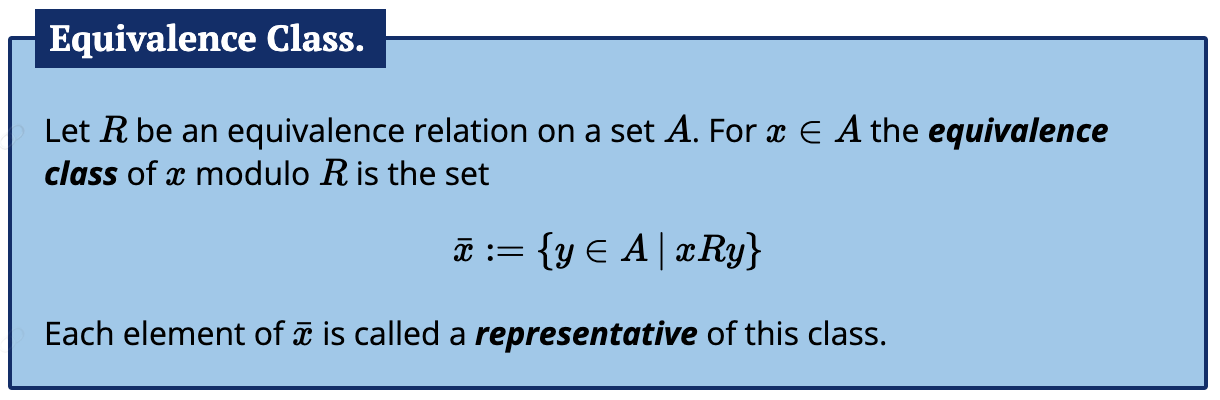 Equivalence Class.
Let R be an equivalence relation on a set A. For x ∈ A the equivalence
class of x modulo R is the set
x̄ := {y ∈ A | xRy}
Each element of x̄ is called a representative of this class.